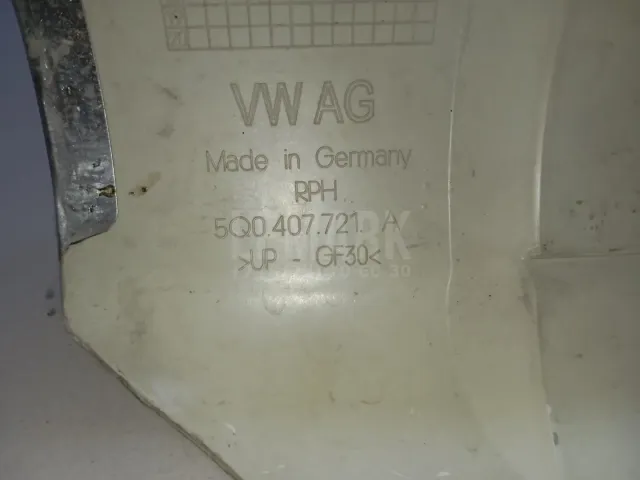 VW AG
Made in Germany
RPH
5Q0.407.721. A
>UP - GF30<